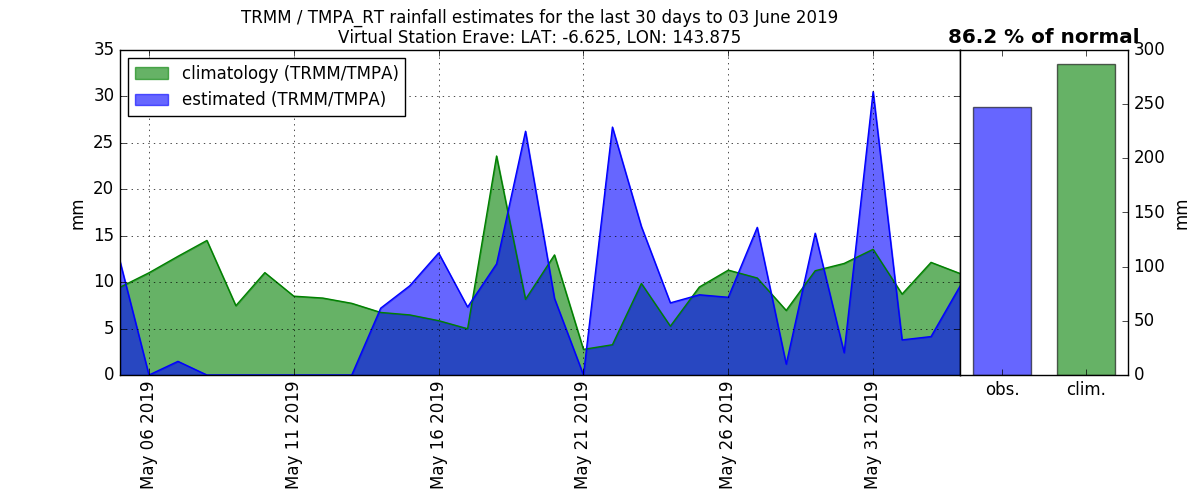 TRMM / TMPA_RT rainfall estimates for the last 30 days to 03 June 2019
Virtual Station Erave: LAT: -6.625, LON: 143.875
86.2 % of normal
climatology (TRMM/TMPA)
estimated (TRMM/TMPA)
35
30
25
20
15
10
5
0
mm
May 06 2019
May 11 2019
May 16 2019
May 21 2019
May 26 2019
May 31 2019
300
250
200
150
100
50
0
mm
obs.
clim.